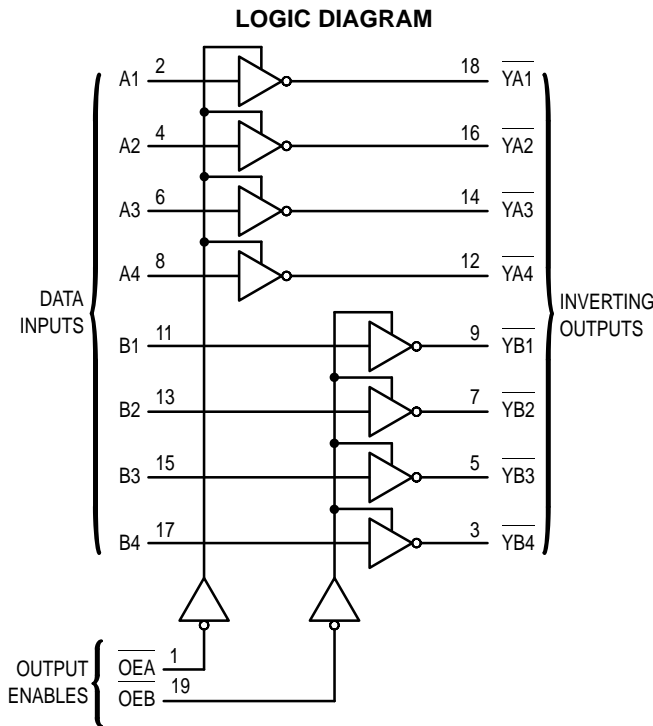 LOGIC DIAGRAM
A1 2 18 YA1
A2 4 16 YA2
A3 6 14 YA3
A4 8 12 YA4
DATA
INPUTS
INVERTING
OUTPUTS
B1 11 9 YB1
B2 13 7 YB2
B3 15 5 YB3
B4 17 3 YB4
OUTPUT
ENABLES
OEA 1
OEB 19